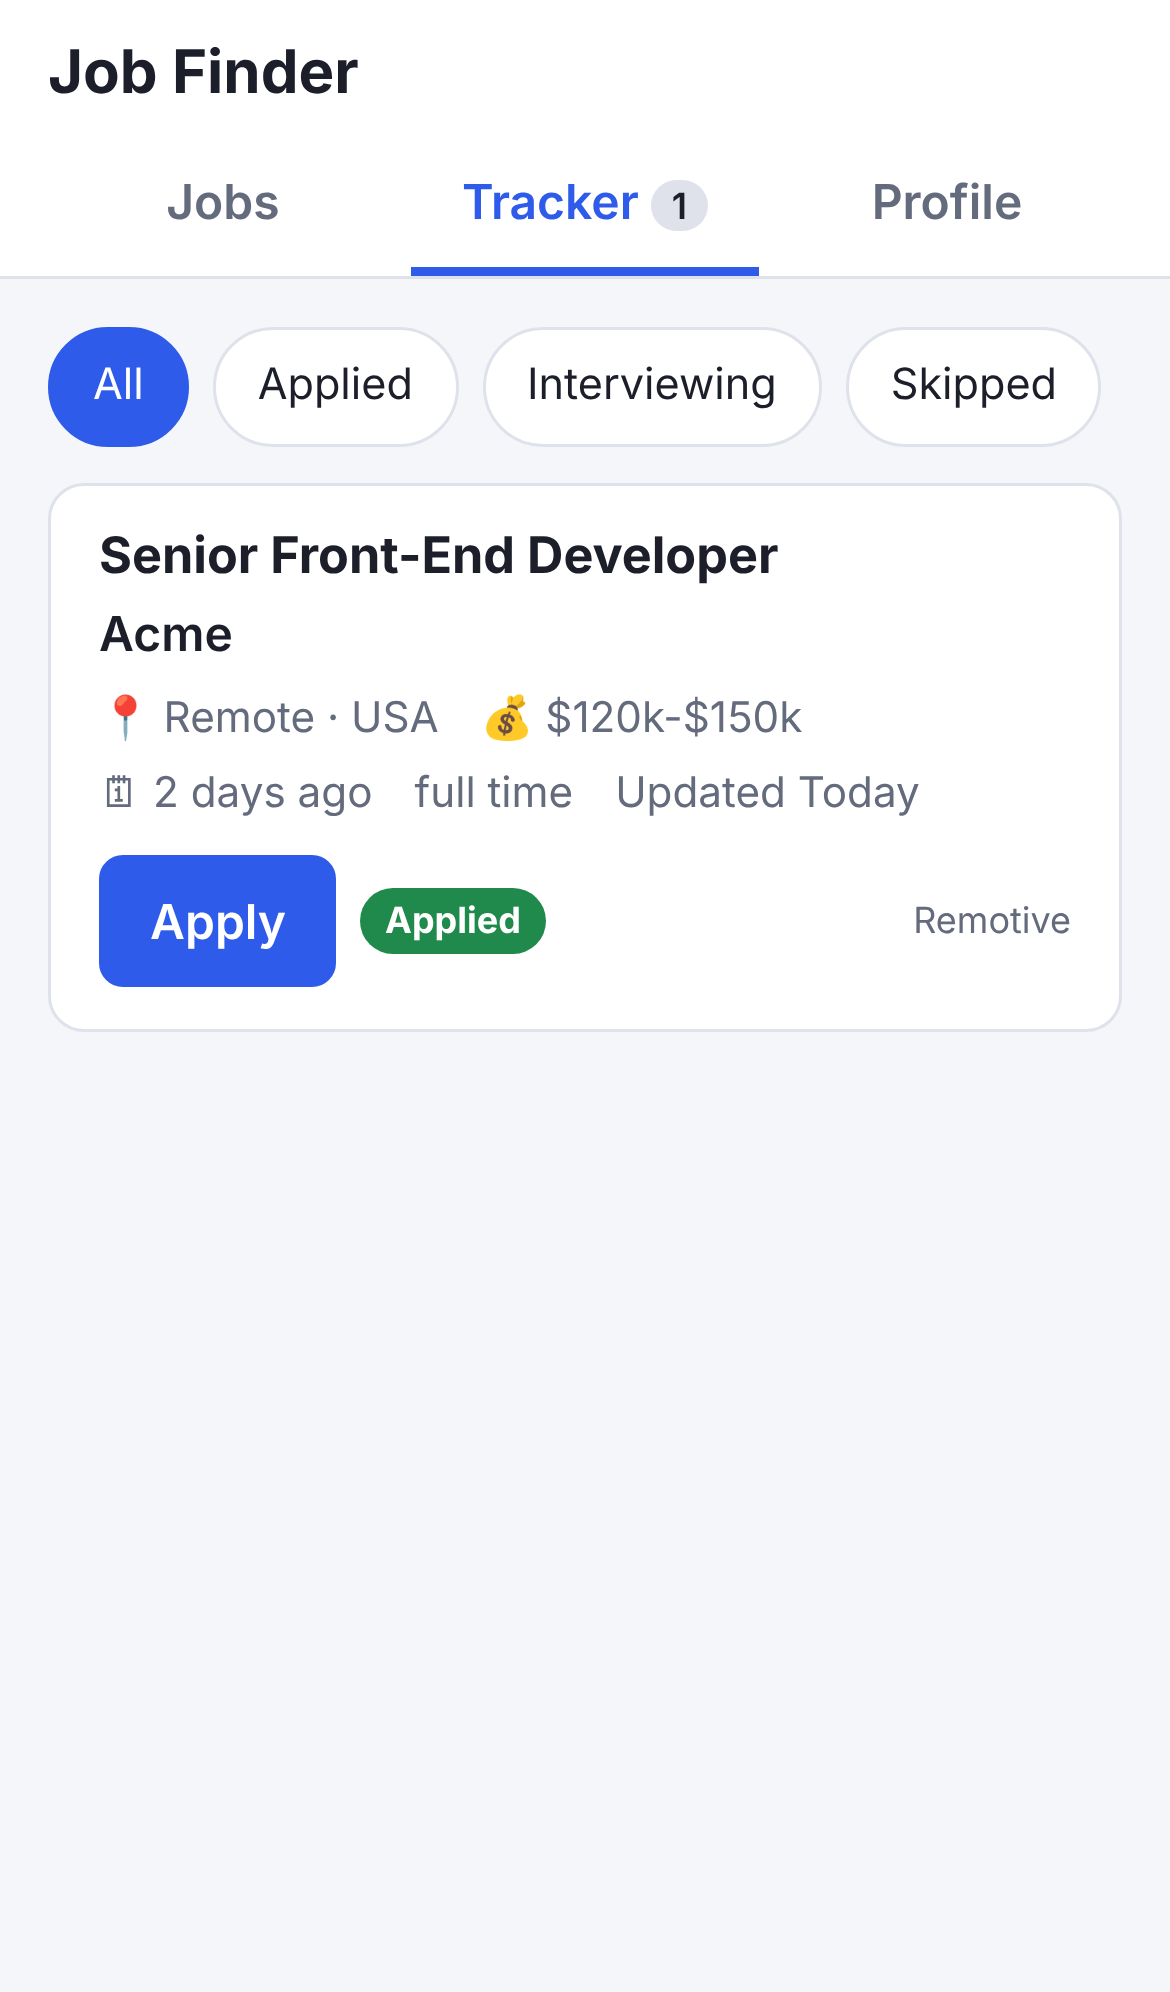 Job Finder
Jobs Tracker 1 Profile
All Applied Interviewing Skipped
Senior Front-End Developer
Acme
📍 Remote · USA 💰 $120k-$150k
🗓 2 days ago full time Updated Today
Apply Applied Remotive